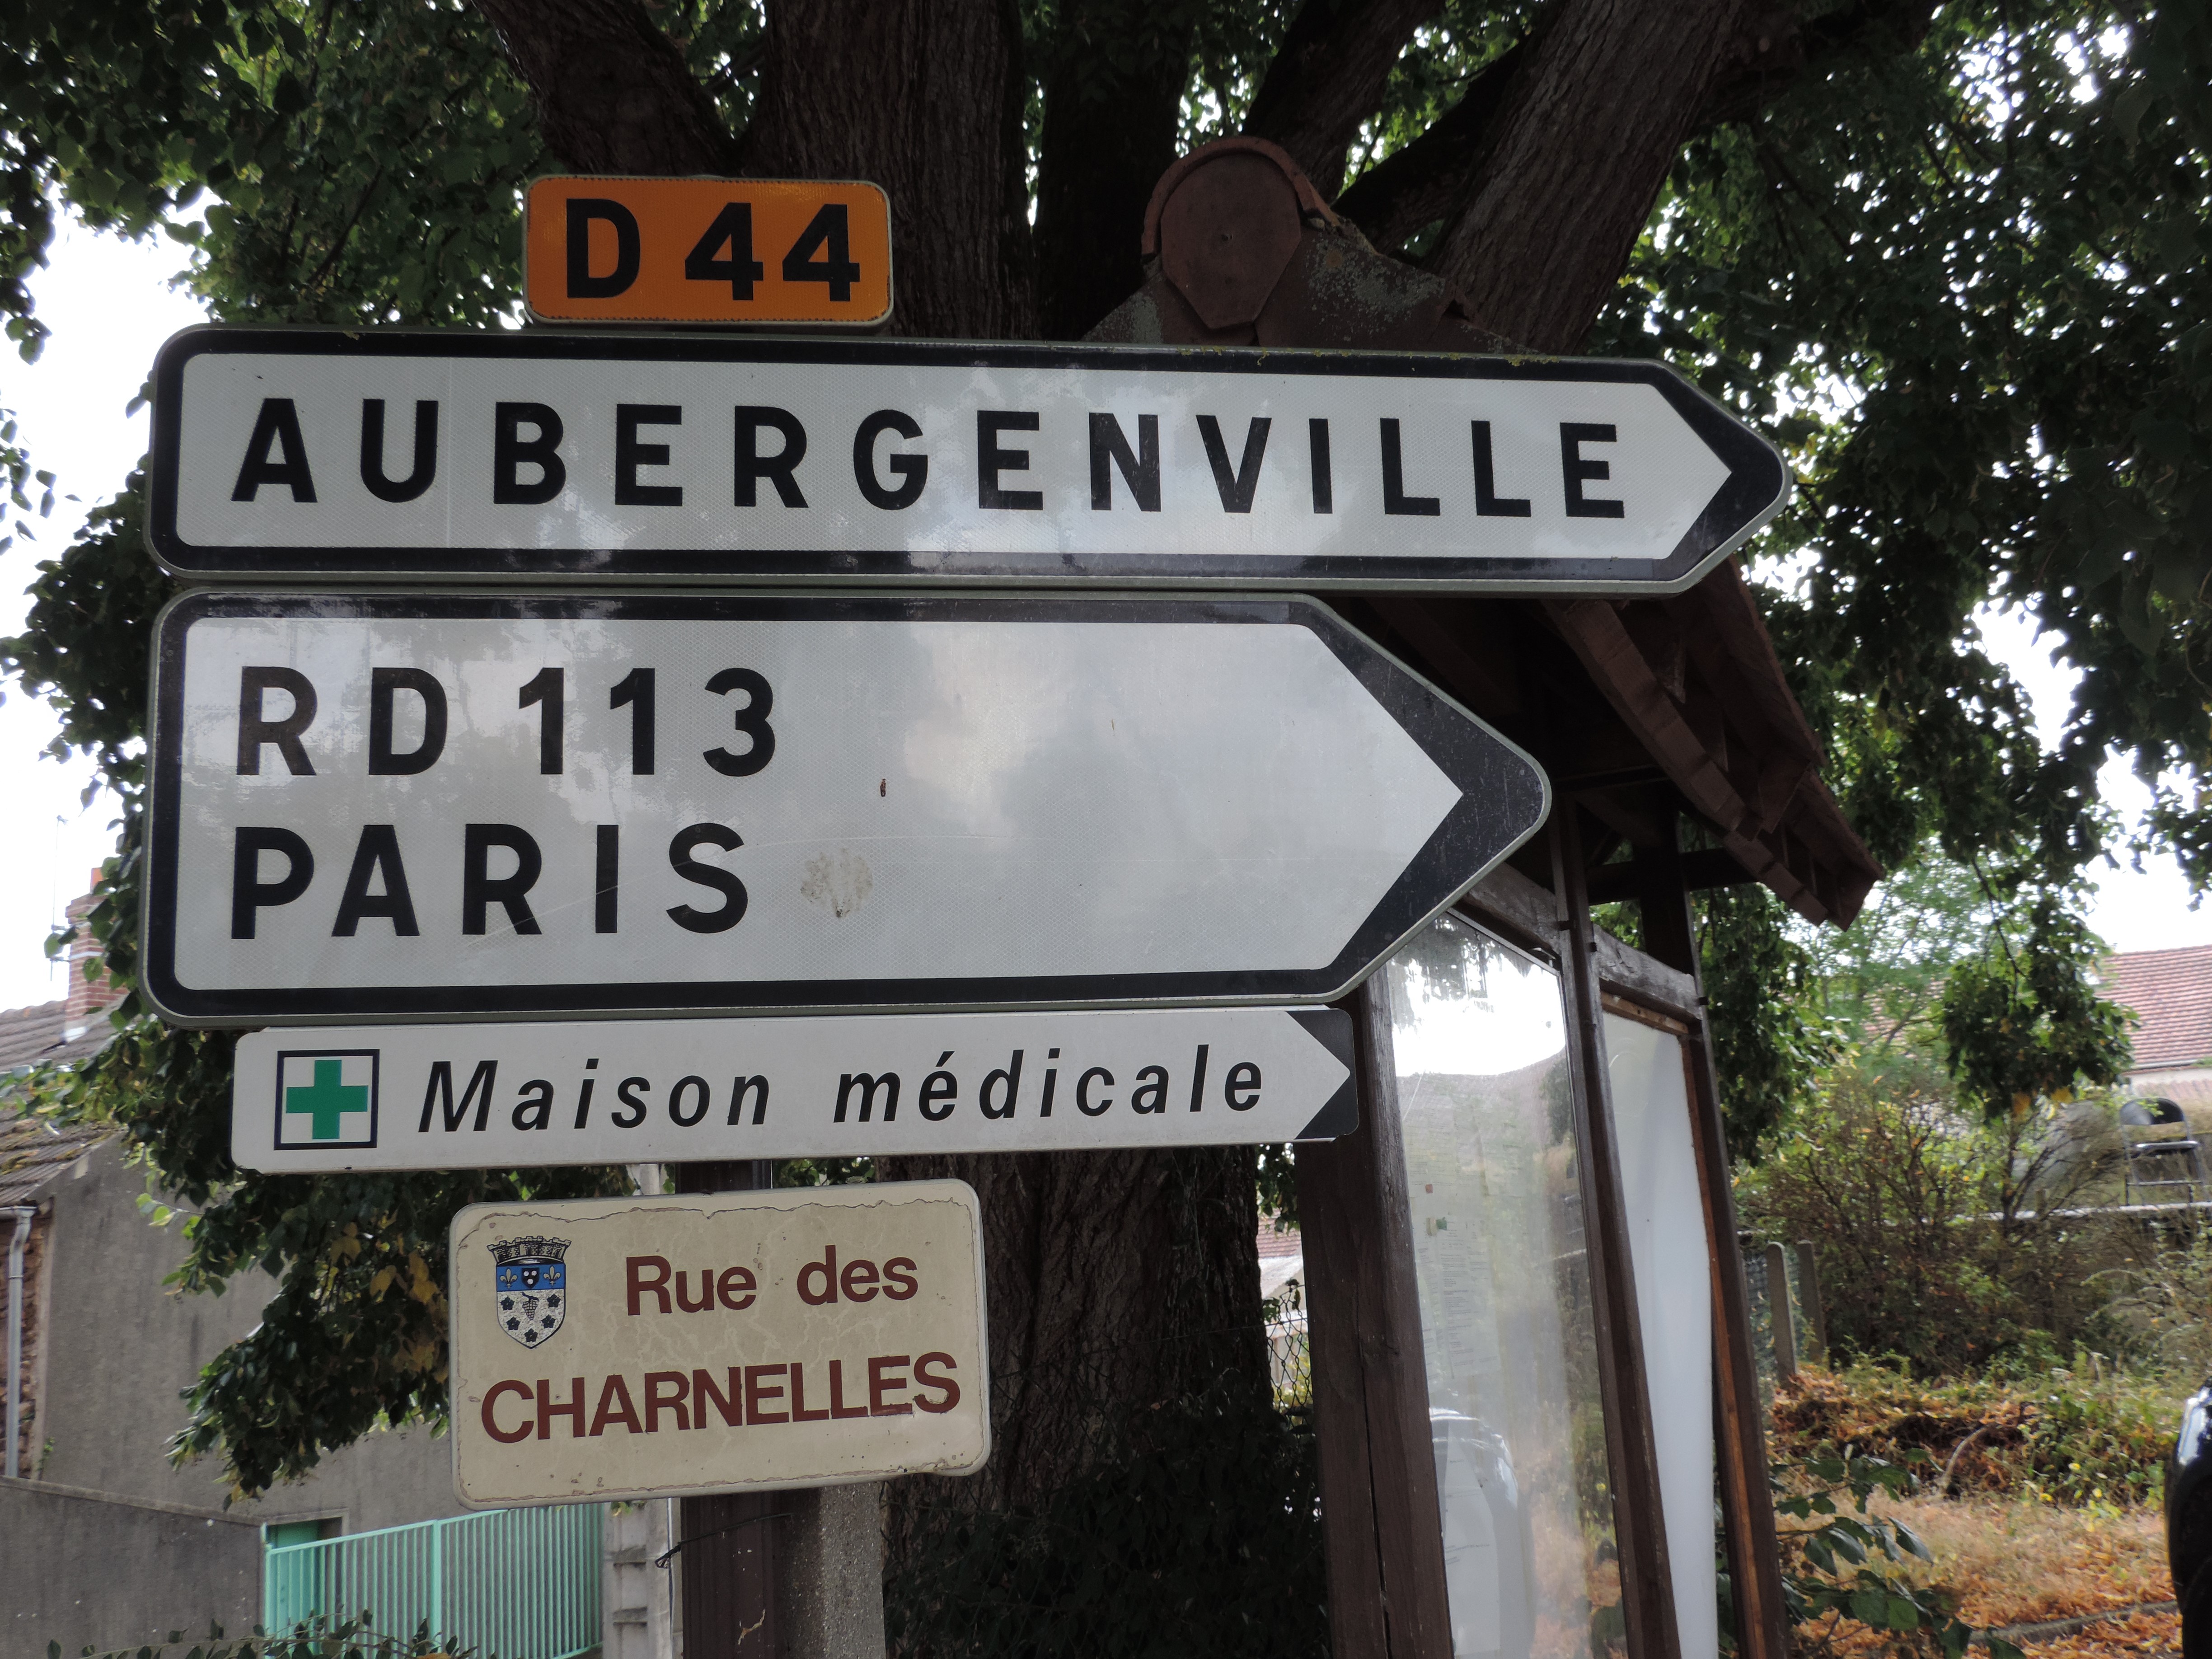 D 44
AUBERGENVILLE
RD 113
PARIS
Maison médicale
Rue des
CHARNELLES